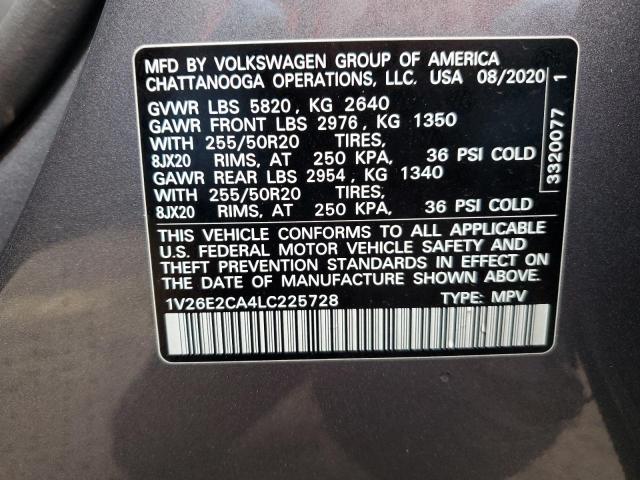 MFD BY VOLKSWAGEN GROUP OF AMERICA
CHATTANOOGA OPERATIONS, LLC. USA 08/2020
GVWR LBS 5820, KG 2640
GAWR FRONT LBS 2976, KG 1350
WITH 255/50R20 TIRES,
8JX20 RIMS, AT 250 KPA, 36 PSI COLD
GAWR REAR LBS 2954, KG 1340
WITH 255/50R20 TIRES,
8JX20 RIMS, AT 250 KPA, 36 PSI COLD
THIS VEHICLE CONFORMS TO ALL APPLICABLE
U.S. FEDERAL MOTOR VEHICLE SAFETY AND
THEFT PREVENTION STANDARDS IN EFFECT ON
THE DATE OF MANUFACTURE SHOWN ABOVE.
1V26E2CA4LC225728 TYPE: MPV
3320077 1